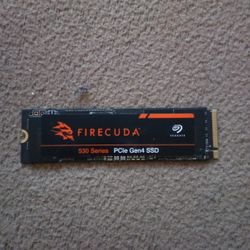 FIRECUDA
SEAGATE
530 Series PCIe Gen4 SSD